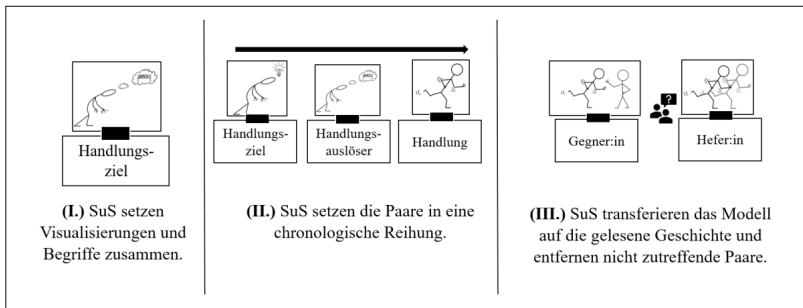 Handlungs-
ziel
(I.) SuS setzen
Visualisierungen und
Begriffe zusammen.
Handlungs-
ziel
Handlungs-
auslöser
Handlung
(II.) SuS setzen die Paare in eine
chronologische Reihung.
?
Gegner:in
Hefer:in
(III.) SuS transferieren das Modell
auf die gelesene Geschichte und
entfernen nicht zutreffende Paare.